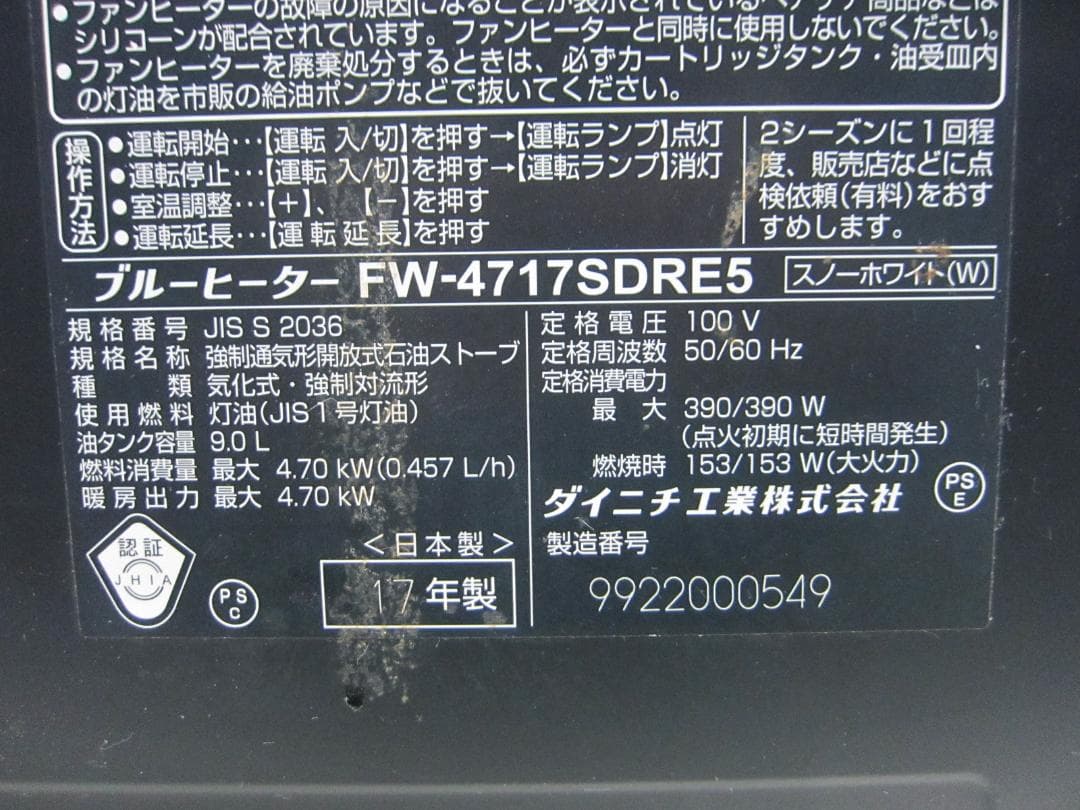 ・ファンヒーターの故障の原因になることが表示されているヘアケア商品などは
シリコーンが配合されています。ファンヒーターと同時に使用しないでください。
・ファンヒーターを廃棄処分するときは、必ずカートリッジタンク・油受皿内
の灯油を市販の給油ポンプなどで抜いてください。
操作方法
●運転開始…【運転 入/切】を押す→【運転ランプ】点灯
●運転停止…【運転 入/切】を押す→【運転ランプ】消灯
●室温調整…【＋】、【－】を押す
●運転延長…【運転延長】を押す
2シーズンに1回程
度、販売店などに点
検依頼(有料)をおす
すめします。
ブルーヒーター FW-4717SDRE5 スノーホワイト(W)
規格番号 JIS S 2036
規格名称 強制通気形開放式石油ストーブ
種類 気化式・強制対流形
使用燃料 灯油(JIS1号灯油)
油タンク容量 9.0 L
燃料消費量 最大 4.70 kW(0.457 L/h)
暖房出力 最大 4.70 kW
定格電圧 100 V
定格周波数 50/60 Hz
定格消費電力
最大 390/390 W
(点火初期に短時間発生)
燃焼時 153/153 W(大火力)
ダイニチ工業株式会社
PS
E
認証
JHIA
PS
C
<日本製>
17年製
製造番号
9922000549